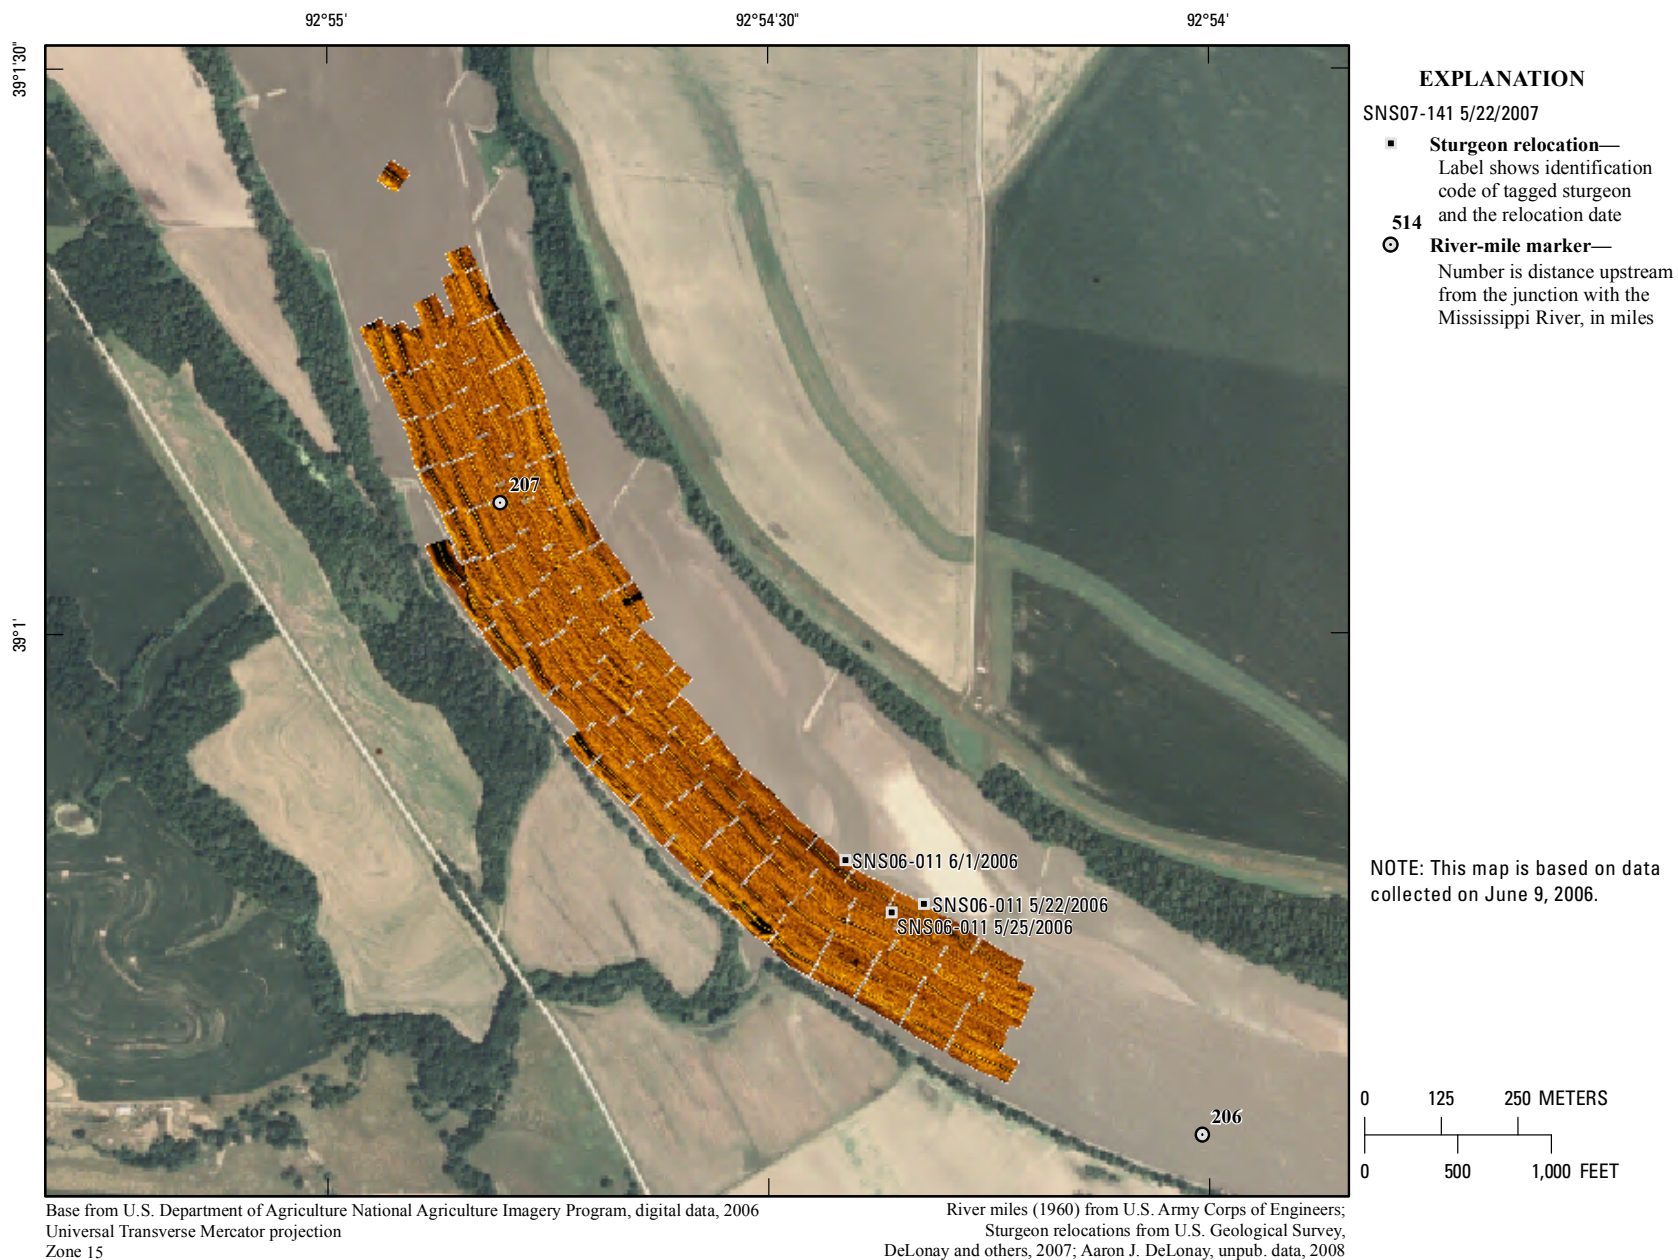 92°55'
92°54'30"
92°54'
39°1'30"
39°1'
207
SNS06-011 6/1/2006
SNS06-011 5/22/2006
SNS06-011 5/25/2006
206
EXPLANATION
SNS07-141 5/22/2007
Sturgeon relocation—
Label shows identification
code of tagged sturgeon
and the relocation date
514
River-mile marker—
Number is distance upstream
from the junction with the
Mississippi River, in miles
NOTE: This map is based on data
collected on June 9, 2006.
0 125 250 METERS
0 500 1,000 FEET
Base from U.S. Department of Agriculture National Agriculture Imagery Program, digital data, 2006
Universal Transverse Mercator projection
Zone 15
River miles (1960) from U.S. Army Corps of Engineers;
Sturgeon relocations from U.S. Geological Survey,
DeLonay and others, 2007; Aaron J. DeLonay, unpub. data, 2008